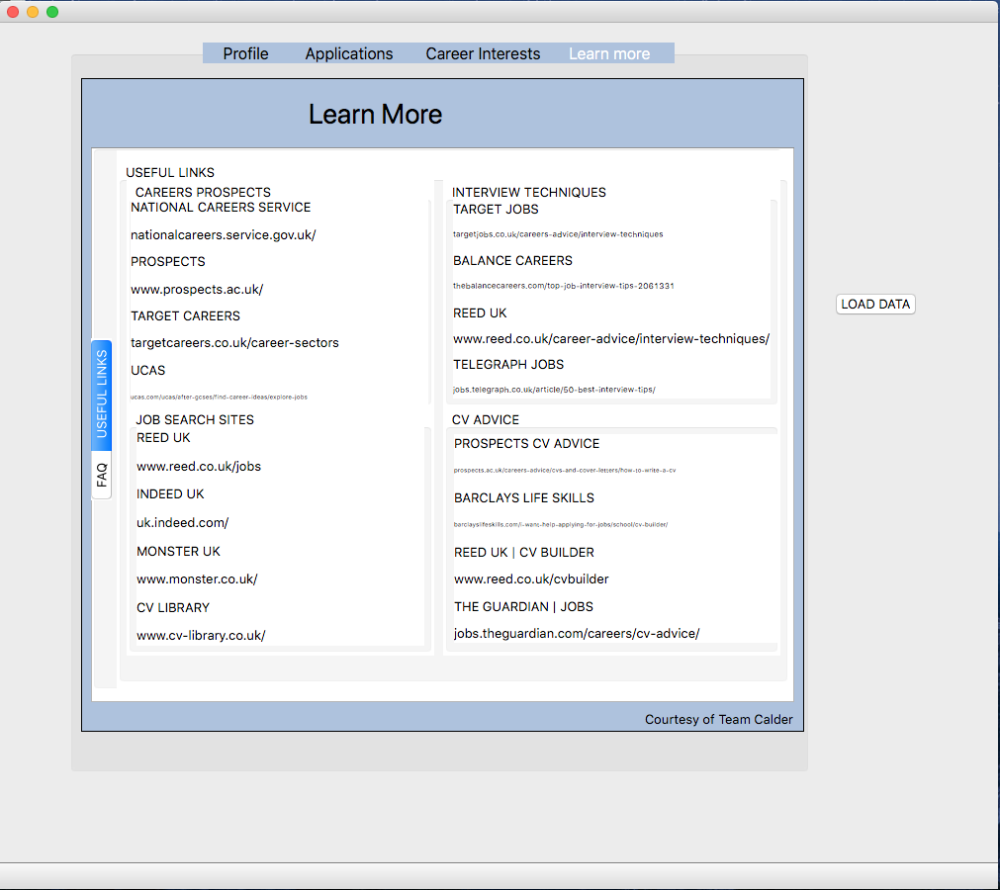 Profile
Applications
Career Interests
Learn more
Learn More
USEFUL LINKS
FAQ
USEFUL LINKS
CAREERS PROSPECTS
NATIONAL CAREERS SERVICE
nationalcareers.service.gov.uk/
PROSPECTS
www.prospects.ac.uk/
TARGET CAREERS
targetcareers.co.uk/career-sectors
UCAS
ucas.com/ucas/after-gcses/find-career-ideas/explore-jobs
INTERVIEW TECHNIQUES
TARGET JOBS
targetjobs.co.uk/careers-advice/interview-techniques
BALANCE CAREERS
thebalancecareers.com/top-job-interview-tips-2061331
REED UK
www.reed.co.uk/career-advice/interview-techniques/
TELEGRAPH JOBS
jobs.telegraph.co.uk/article/50-best-interview-tips/
JOB SEARCH SITES
REED UK
www.reed.co.uk/jobs
INDEED UK
uk.indeed.com/
MONSTER UK
www.monster.co.uk/
CV LIBRARY
www.cv-library.co.uk/
CV ADVICE
PROSPECTS CV ADVICE
prospects.ac.uk/careers-advice/cvs-and-cover-letters/how-to-write-a-cv
BARCLAYS LIFE SKILLS
barclayslifeskills.com/i-want-help-applying-for-jobs/school/cv-builder/
REED UK | CV BUILDER
www.reed.co.uk/cvbuilder
THE GUARDIAN | JOBS
jobs.theguardian.com/careers/cv-advice/
LOAD DATA
Courtesy of Team Calder